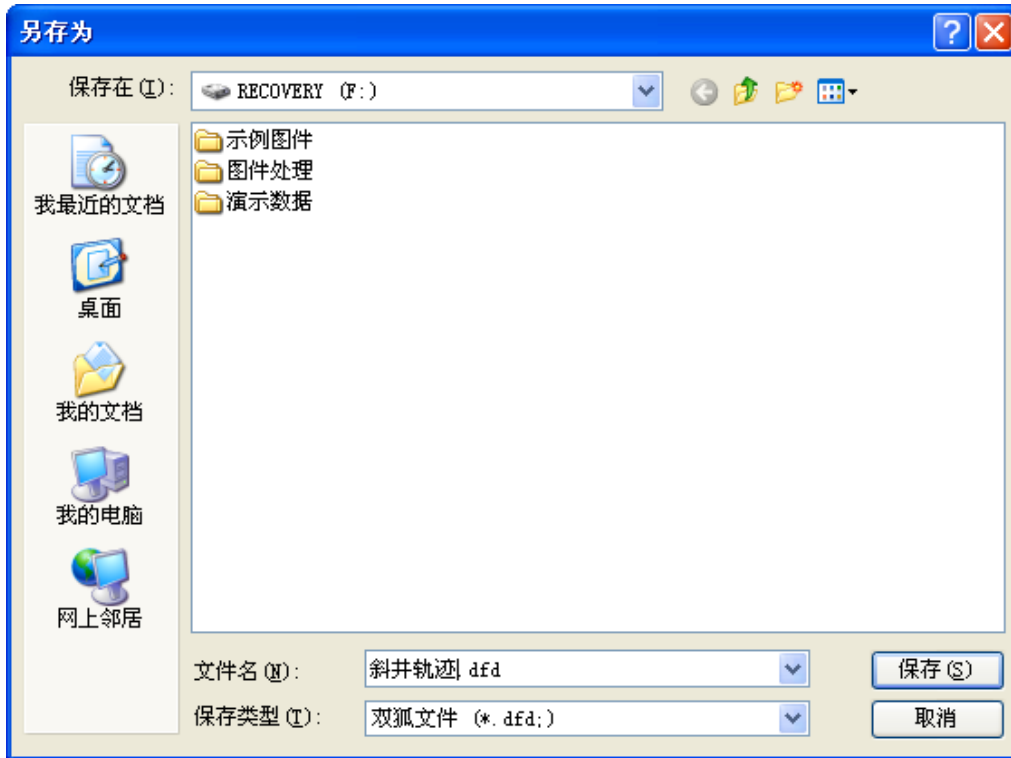 另存为
保存在(I):
RECOVERY (F:)
示例图件
图件处理
演示数据
我最近的文档
桌面
我的文档
我的电脑
网上邻居
文件名(N):
斜井轨迹.dfd
保存(S)
保存类型(T):
双狐文件 (*.dfd;)
取消